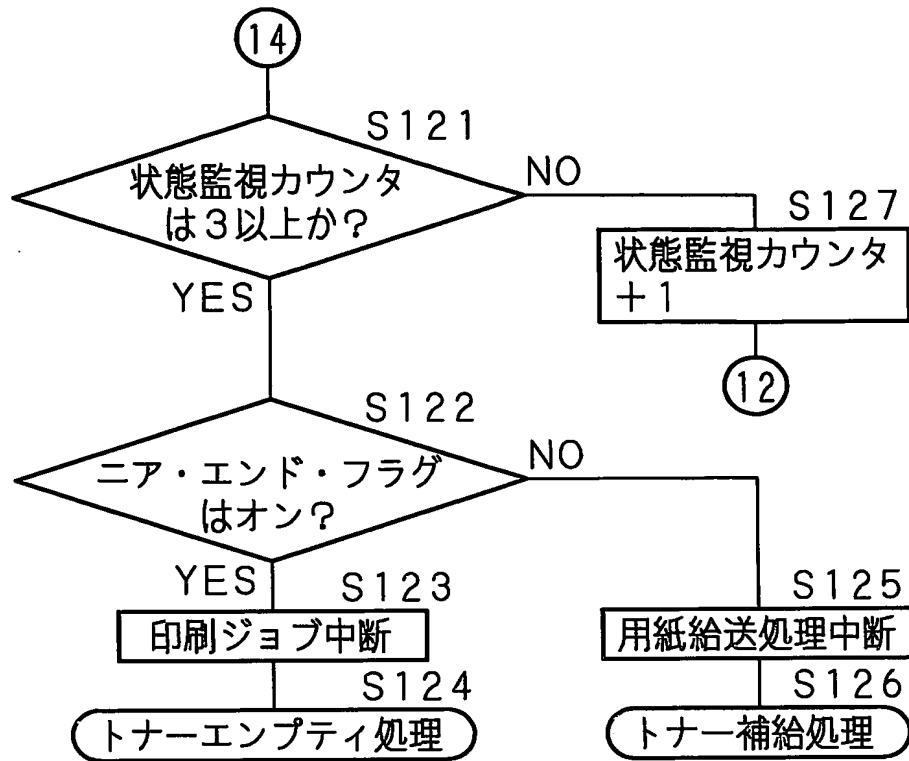 14
S121
状態監視カウンタ
は3以上か?
NO
YES
S127
状態監視カウンタ
+1
12
S122
ニア・エンド・フラグ
はオン?
NO
YES
S123
印刷ジョブ中断
S124
トナーエンプティ処理
S125
用紙給送処理中断
S126
トナー補給処理